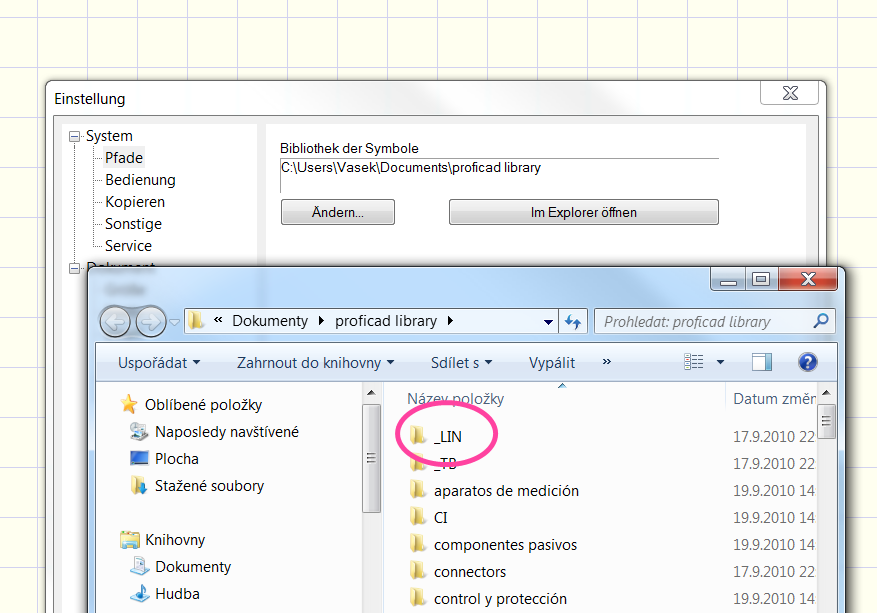 Einstellung
System
Pfade
Bedienung
Kopieren
Sonstige
Service
Dokument
Bibliothek der Symbole
C:\Users\Vasek\Documents\proficad library
Ändern...
Im Explorer öffnen
« Dokumenty proficad library
Prohledat: proficad library
Uspořádat Zahrnout do knihovny Sdílet s Vypálit »
Oblíbené položky
Naposledy navštívené
Plocha
Stažené soubory
Knihovny
Dokumenty
Hudba
Název položky Datum změr
_LIN 17.9.2010 22
_TB 17.9.2010 22
aparatos de medición 19.9.2010 14
CI 19.9.2010 14
componentes pasivos 19.9.2010 14
connectors 17.9.2010 22
control y protección 19.9.2010 14